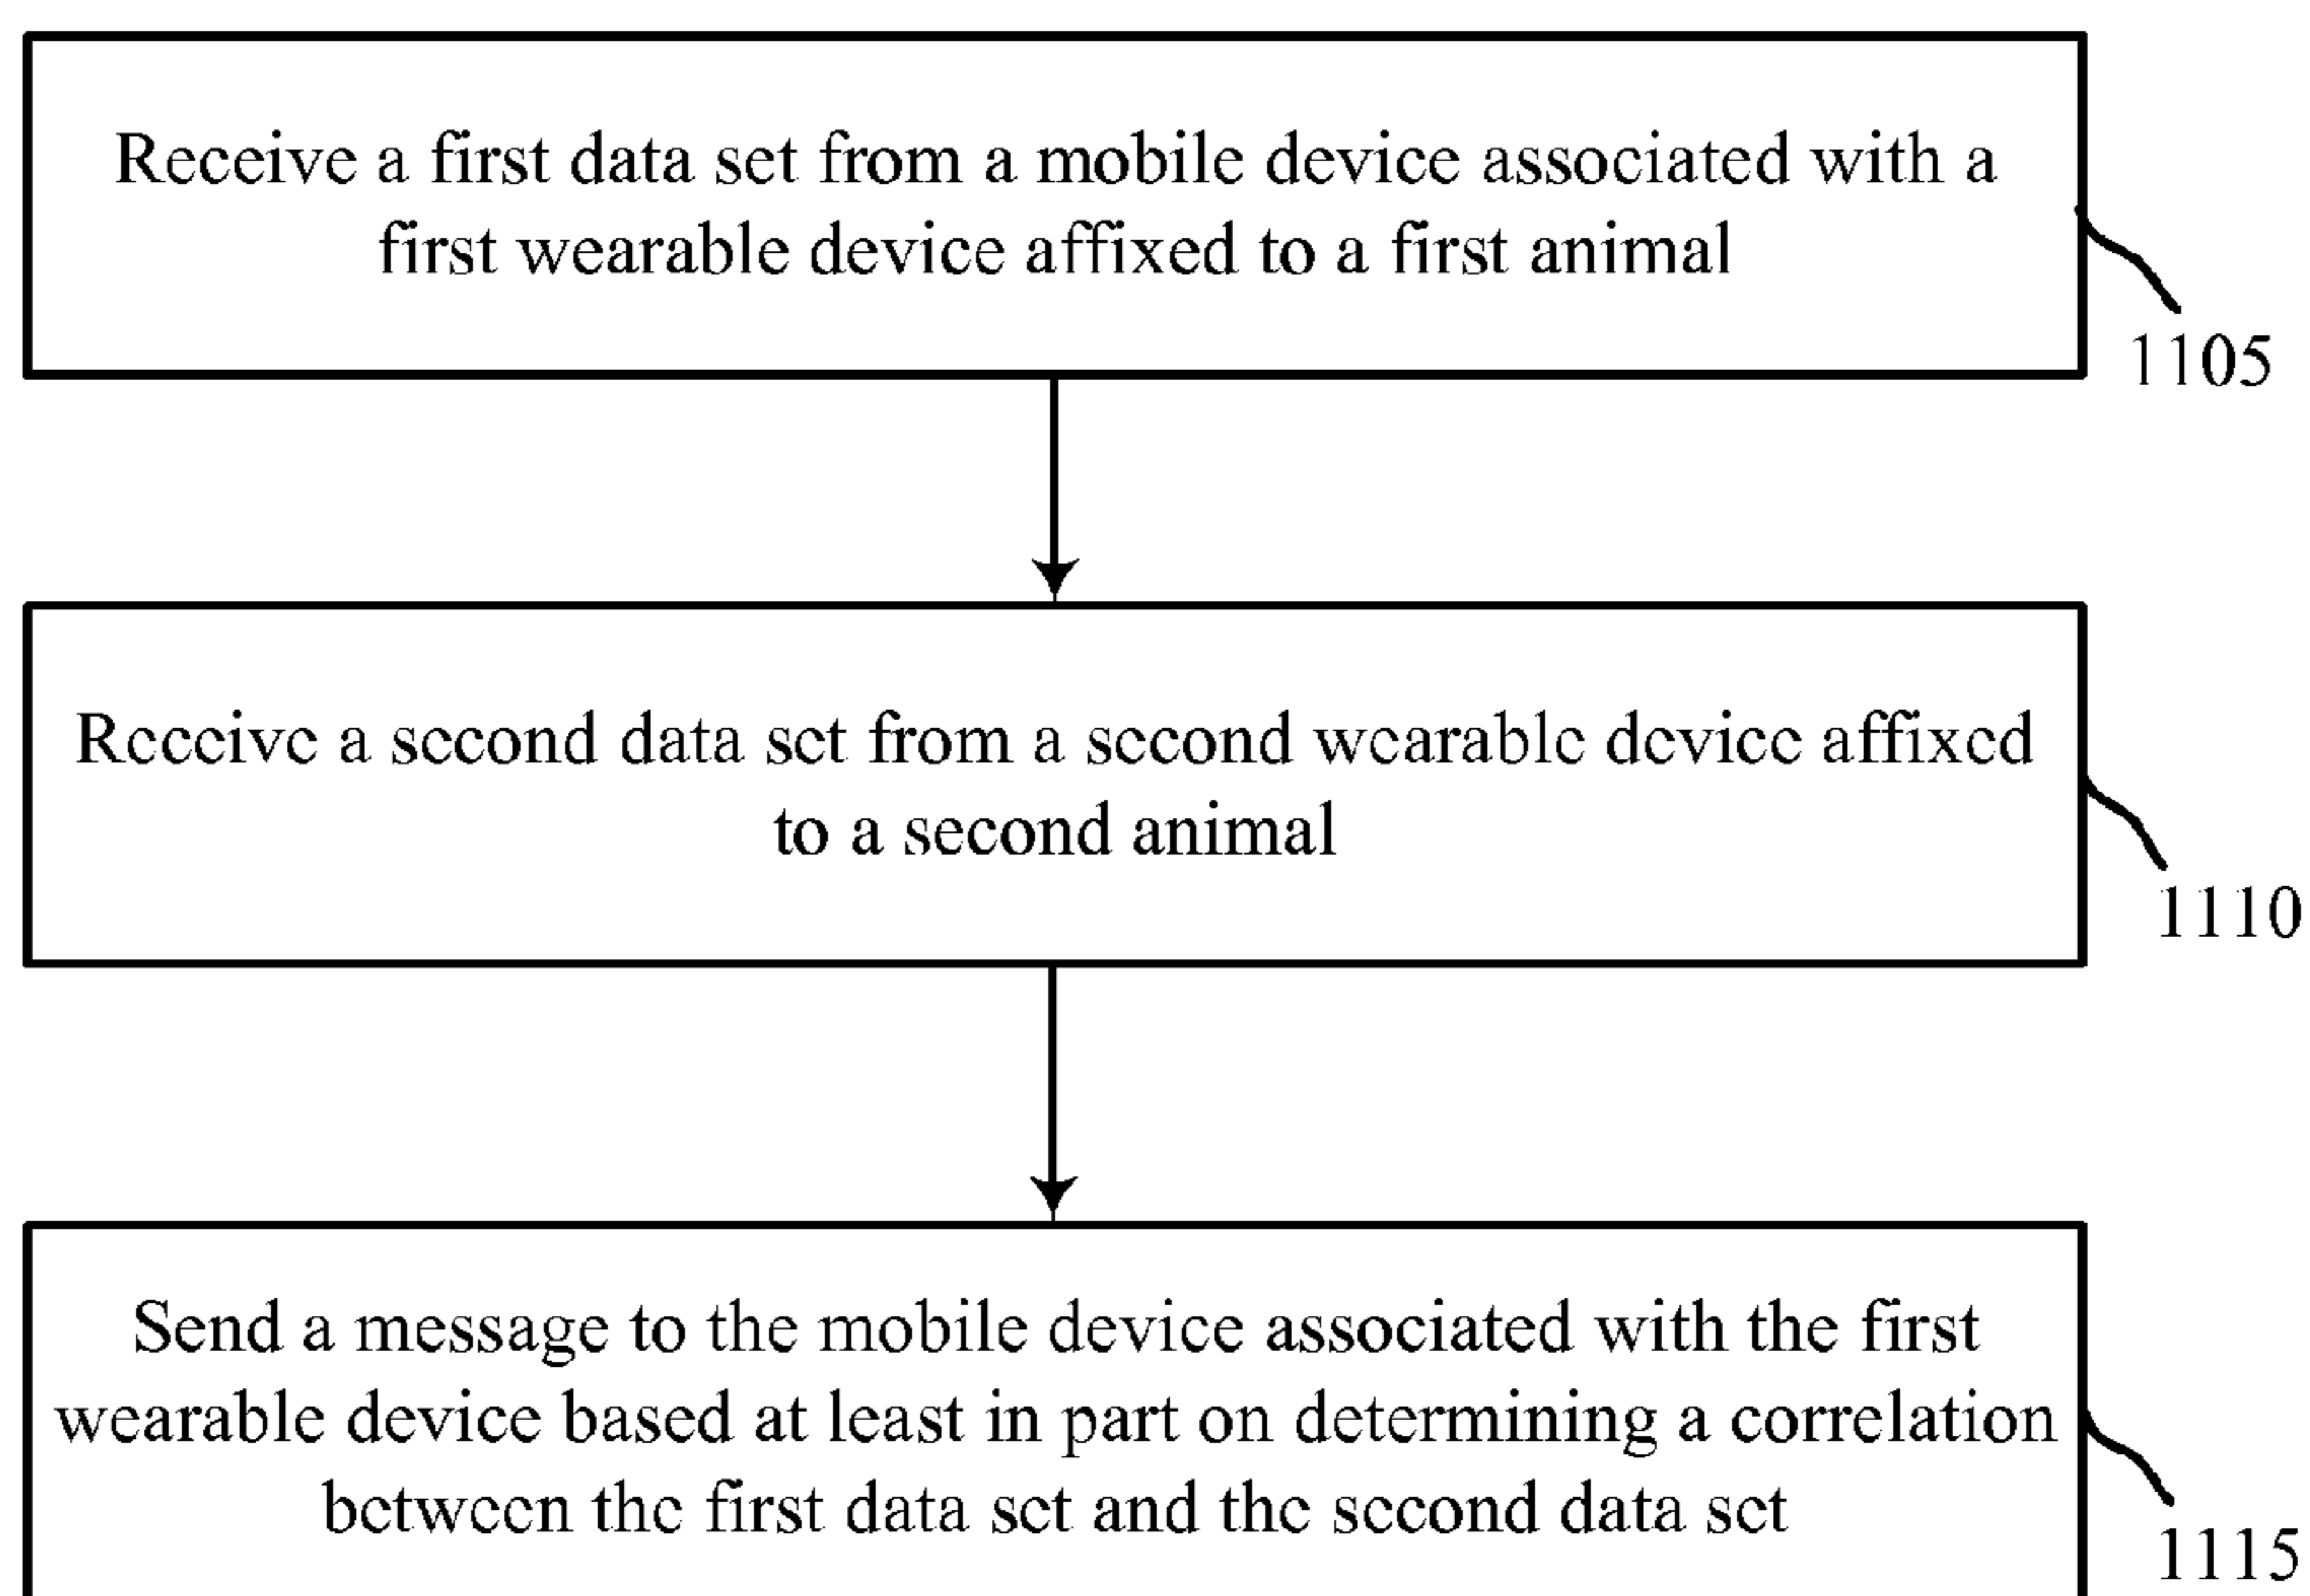 Receive a first data set from a mobile device associated with a
first wearable device affixed to a first animal
1105
Receive a second data set from a second wearable device affixed
to a second animal
1110
Send a message to the mobile device associated with the first
wearable device based at least in part on determining a correlation
between the first data set and the second data set
1115